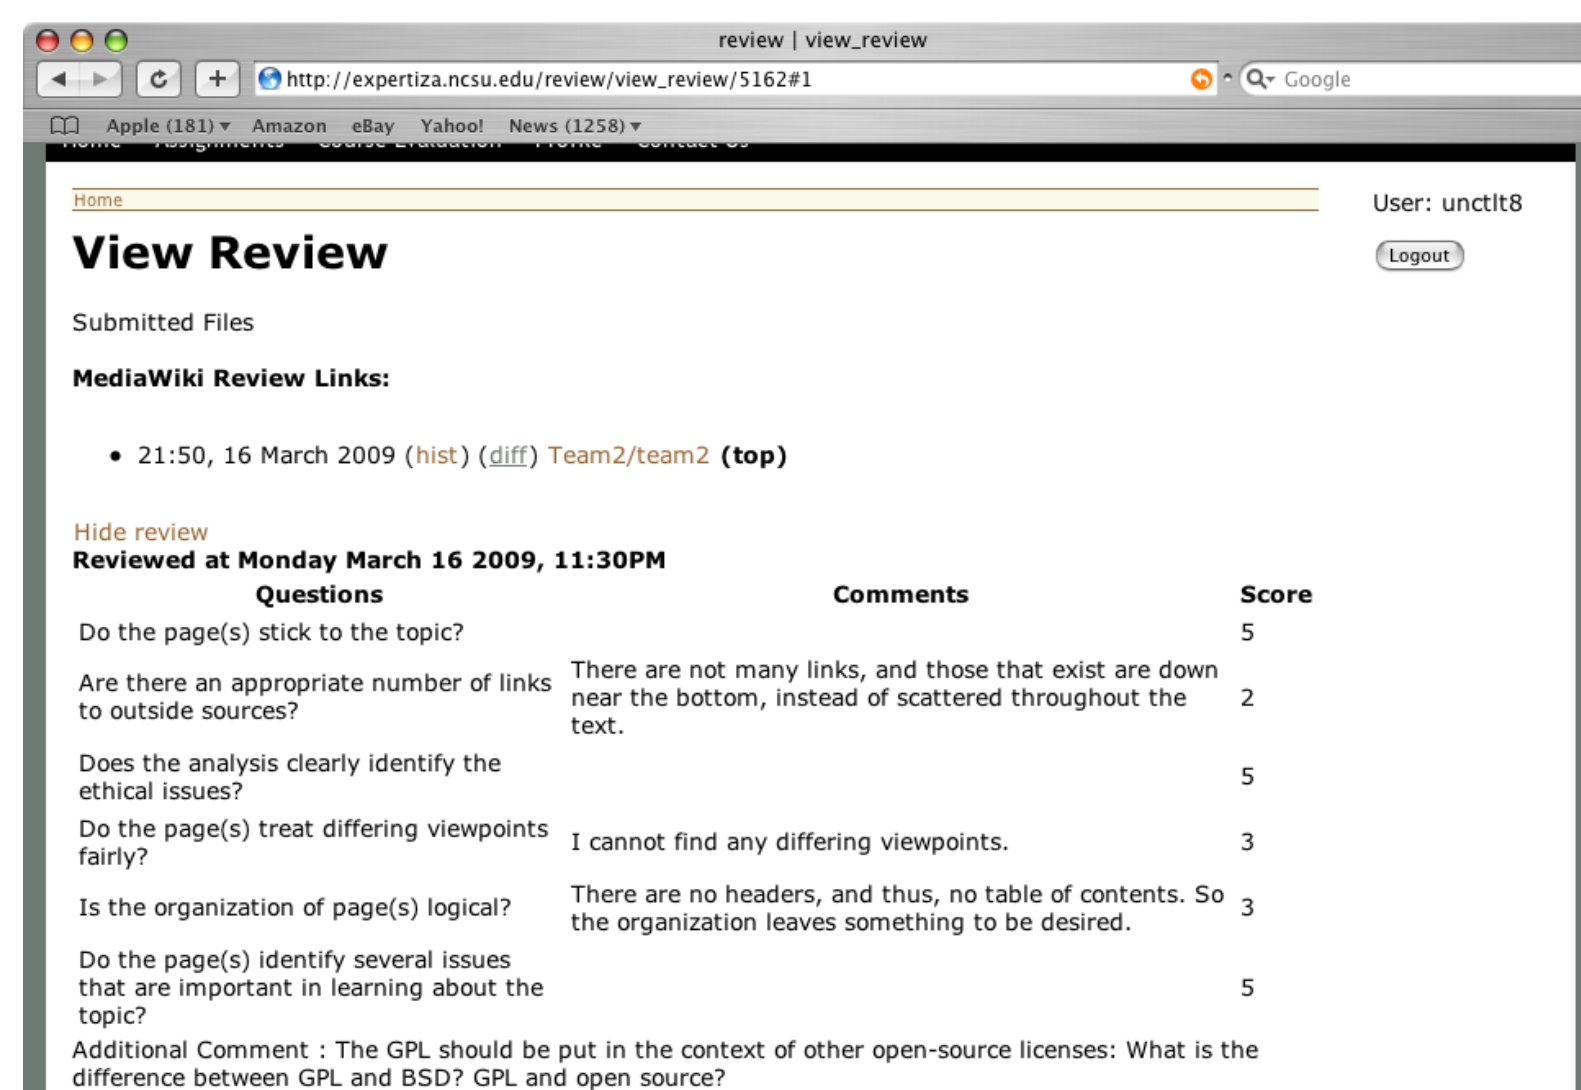 review | view_review
http://expertiza.ncsu.edu/review/view_review/5162#1
Google
Apple (181) Amazon eBay Yahoo! News (1258)
Home Assignments Course Evaluation Profile Contact Us
Home
User: unctlt8
View Review
Logout
Submitted Files
MediaWiki Review Links:
• 21:50, 16 March 2009 (hist) (diff) Team2/team2 (top)
Hide review
Reviewed at Monday March 16 2009, 11:30PM
Questions Comments Score
Do the page(s) stick to the topic? 5
Are there an appropriate number of links
to outside sources?
There are not many links, and those that exist are down
near the bottom, instead of scattered throughout the
text.
2
Does the analysis clearly identify the
ethical issues?
5
Do the page(s) treat differing viewpoints
fairly?
I cannot find any differing viewpoints.
3
Is the organization of page(s) logical?
There are no headers, and thus, no table of contents. So
the organization leaves something to be desired.
3
Do the page(s) identify several issues
that are important in learning about the
topic?
5
Additional Comment : The GPL should be put in the context of other open-source licenses: What is the
difference between GPL and BSD? GPL and open source?